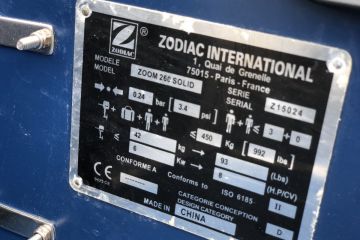 ZODIAC
ZODIAC INTERNATIONAL
1, Quai de Grenelle
75015 - Paris - France
MODELE
MODEL
ZOOM 260 SOLID
SERIE
SERIAL
Z15024
0.24 bar [ 3.4 psi ]
3 + 0
≤ 450 Kg [ 992 lbs ]
42 kg → 93 (Lbs)
6 Kw → 8 (H.P/CV)
CE
CONFORME A
Conforms to ISO 6185- II
CATEGORIE CONCEPTION
DESIGN CATEGORY
D
MADE IN
CHINA